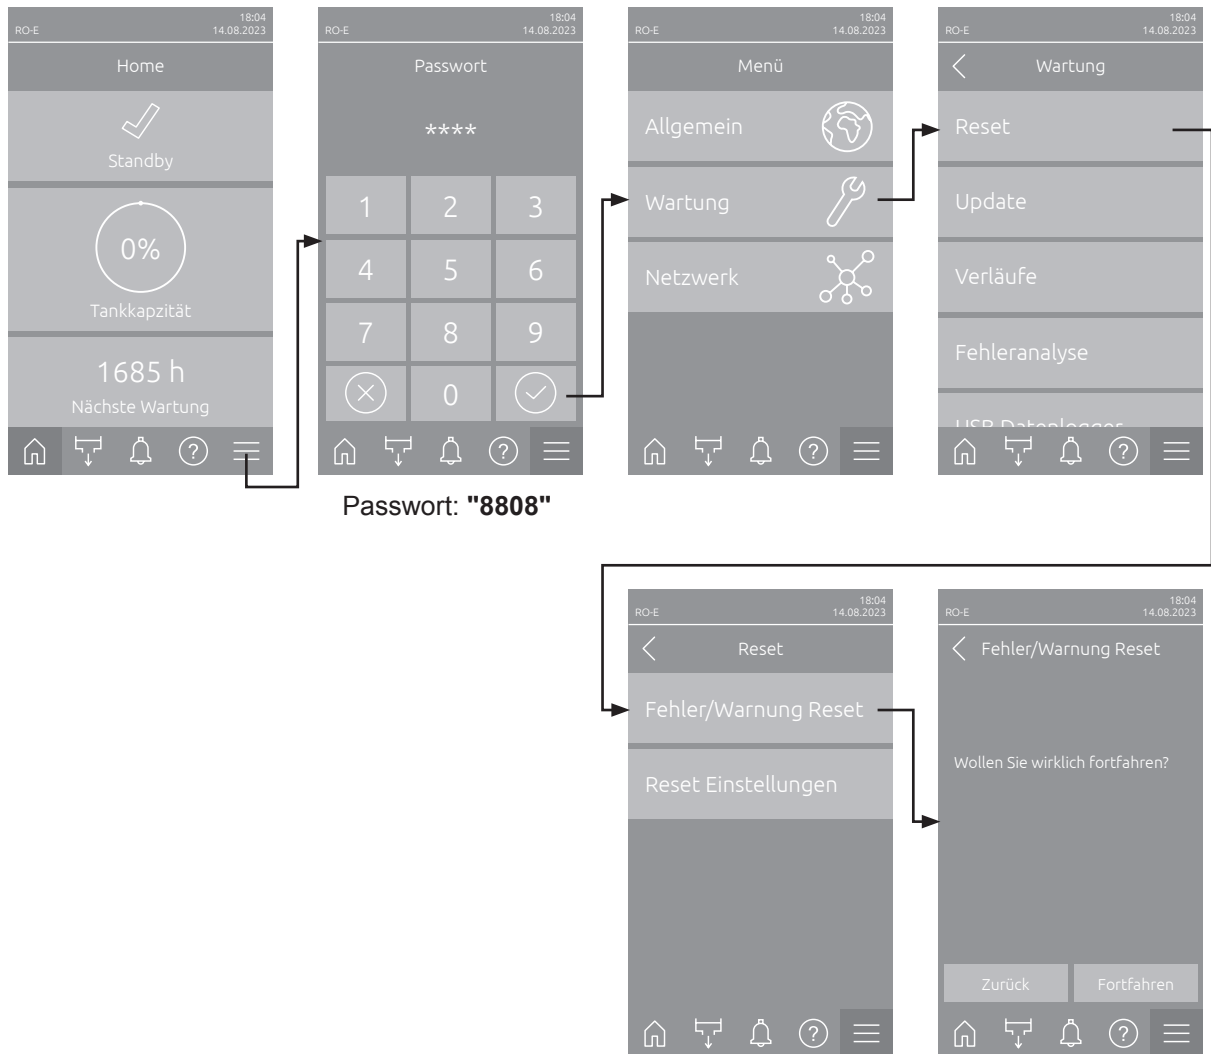 18:04
RO-E 14.08.2023
Home
Standby
0%
Tankkapzität
1685 h
Nächste Wartung
?
18:04
RO-E 14.08.2023
Passwort
****
1 2 3
4 5 6
7 8 9
0
?
Passwort: "8808"
18:04
RO-E 14.08.2023
Menü
Allgemein
Wartung
Netzwerk
?
18:04
RO-E 14.08.2023
Wartung
Reset
Update
Verläufe
Fehleranalyse
USB Datenlogger
?
18:04
RO-E 14.08.2023
Reset
Fehler/Warnung Reset
Reset Einstellungen
?
18:04
RO-E 14.08.2023
Fehler/Warnung Reset
Wollen Sie wirklich fortfahren?
Zurück Fortfahren
?